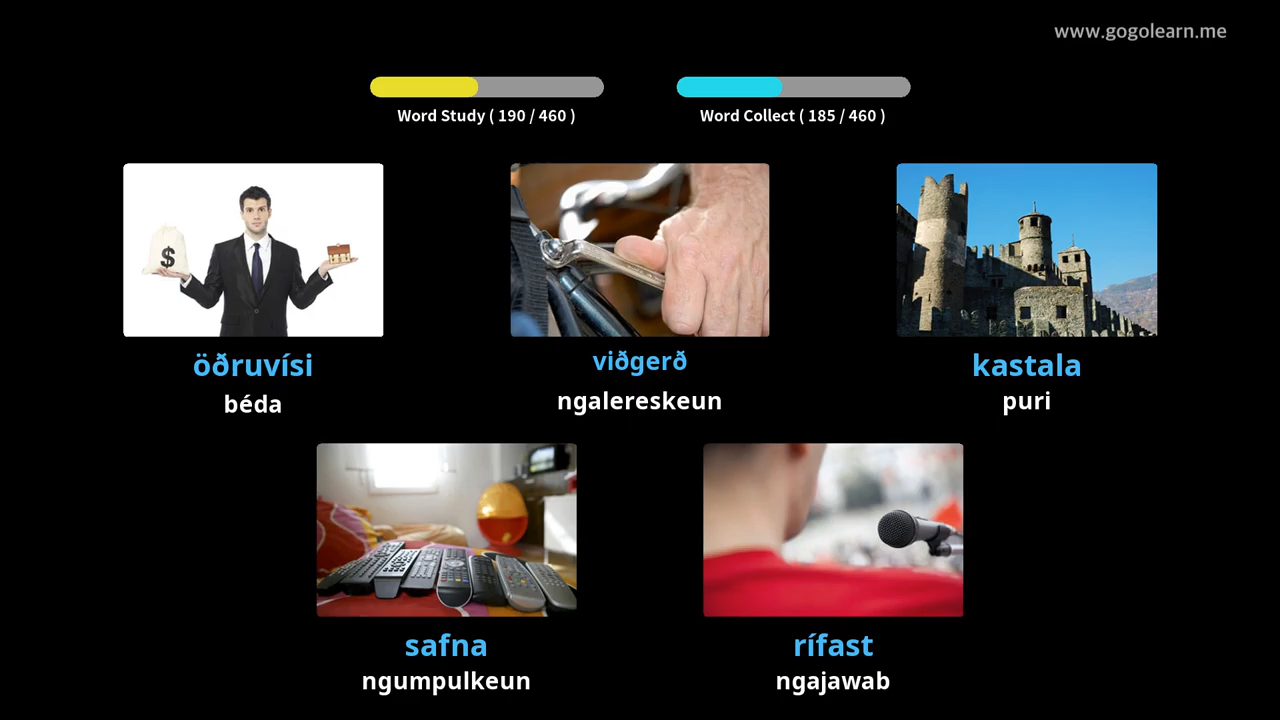 www.gogolearn.me
Word Study ( 190 / 460 )
Word Collect ( 185 / 460 )
$
öðruvísi
béda
viðgerð
ngalereskeun
kastala
puri
safna
ngumpulkeun
rífast
ngajawab